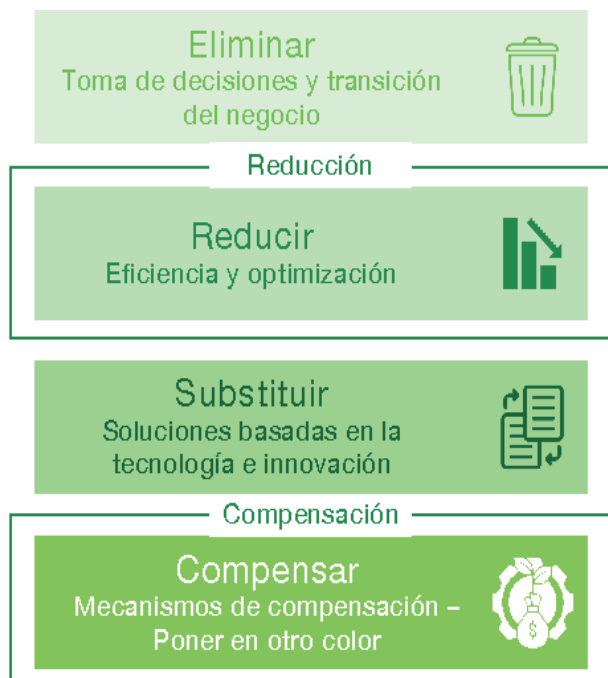 Eliminar
Toma de decisiones y transición
del negocio
Reducción
Reducir
Eficiencia y optimización
Substituir
Soluciones basadas en la
tecnología e innovación
Compensación
Compensar
Mecanismos de compensación –
Poner en otro color
$